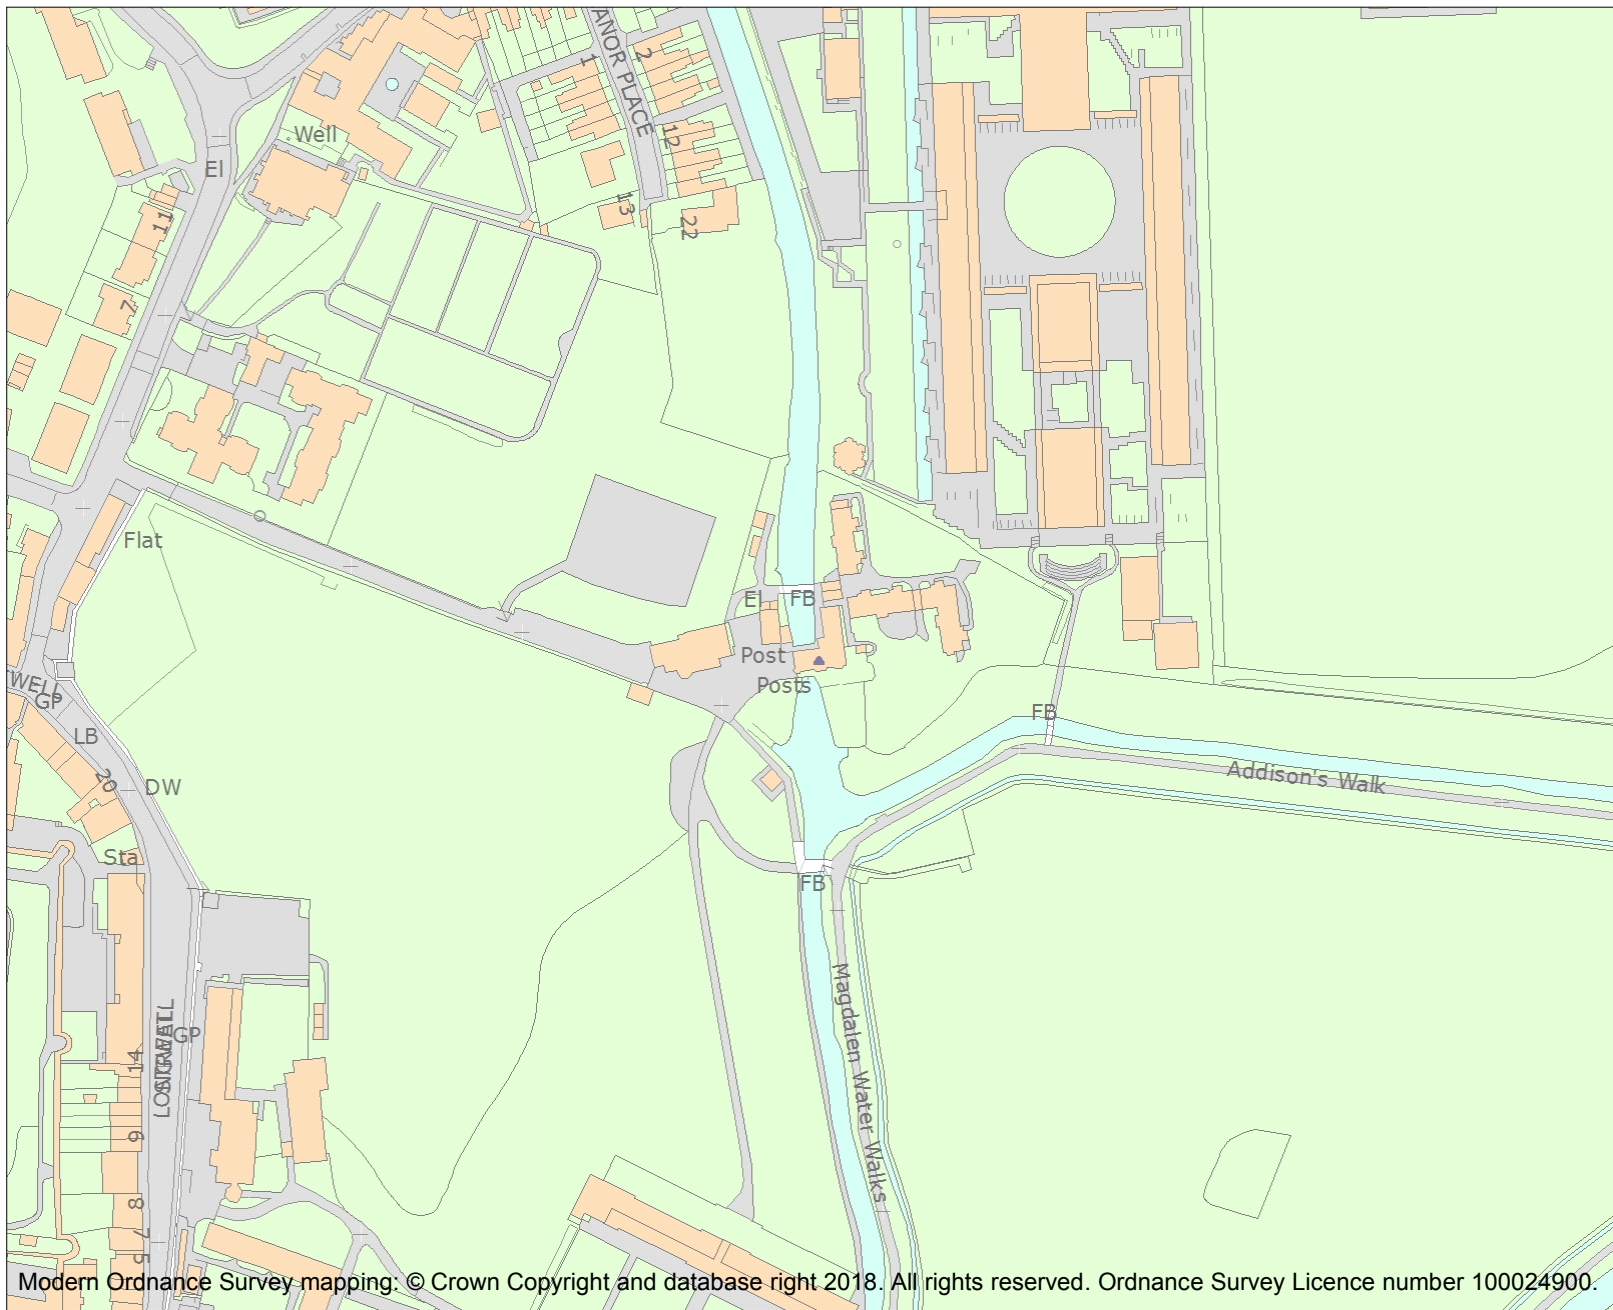 ANOR PLACE
1
2
Well
12
El
11
13
22
7
Flat
El
FB
Post
Posts
TWELL
GP
FB
LB
20
DW
Addison's Walk
Sta
FB
Magdalen Water Walks
GP
14
9
8
7
5
Modern Ordnance Survey mapping: © Crown Copyright and database right 2018. All rights reserved. Ordnance Survey Licence number 100024900.